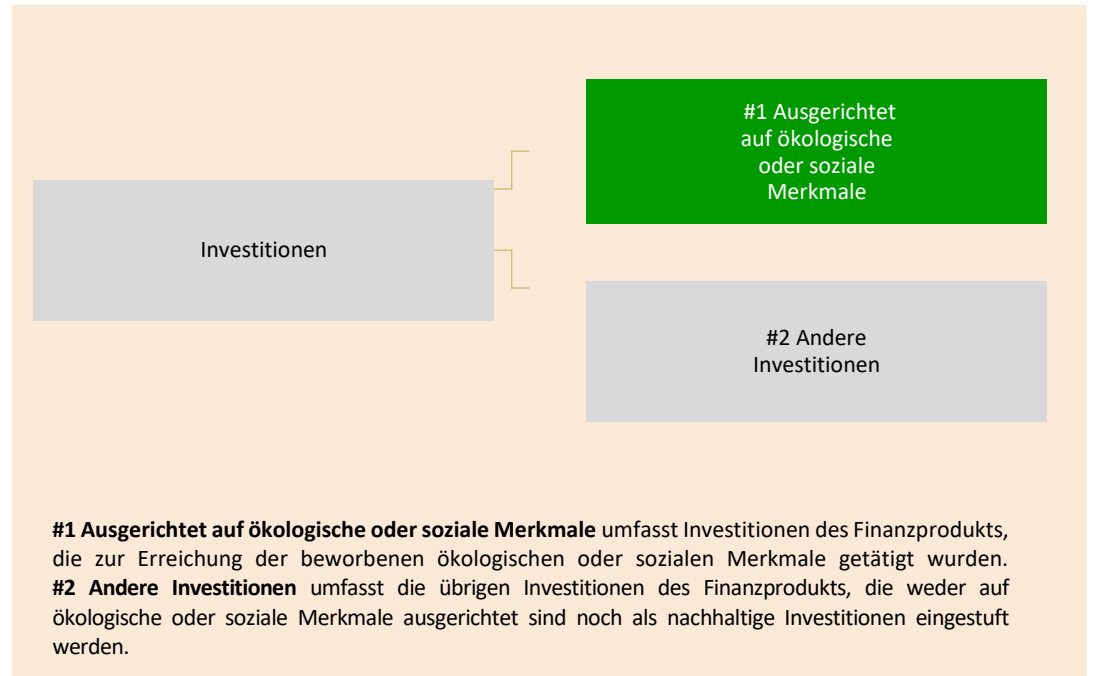 #1 Ausgerichtet
auf ökologische
oder soziale
Merkmale
Investitionen
#2 Andere
Investitionen
#1 Ausgerichtet auf ökologische oder soziale Merkmale umfasst Investitionen des Finanzprodukts,
die zur Erreichung der beworbenen ökologischen oder sozialen Merkmale getätigt wurden.
#2 Andere Investitionen umfasst die übrigen Investitionen des Finanzprodukts, die weder auf
ökologische oder soziale Merkmale ausgerichtet sind noch als nachhaltige Investitionen eingestuft
werden.